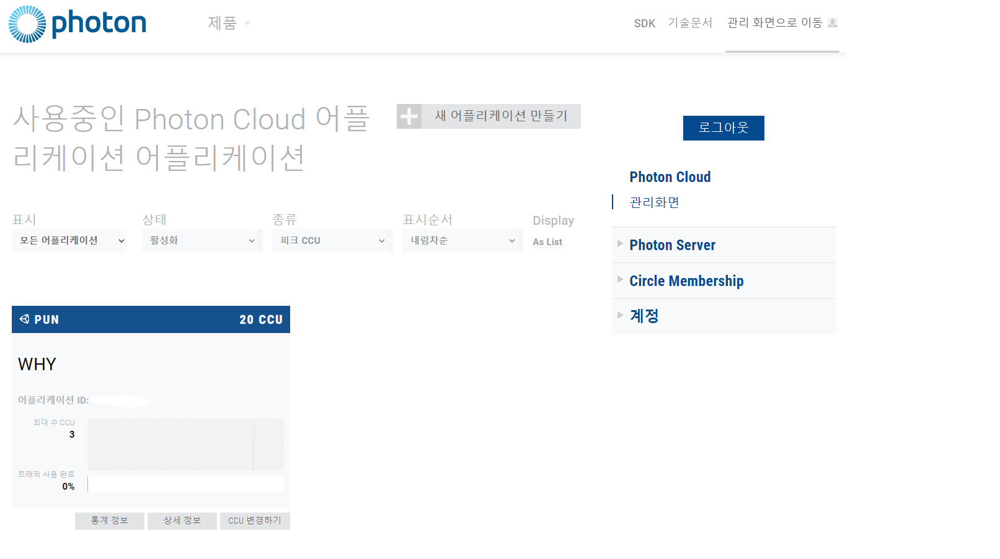 photon
제품
SDK
기술문서
관리 화면으로 이동
사용중인 Photon Cloud 어플
리케이션 어플리케이션
새 어플리케이션 만들기
로그아웃
Photon Cloud
관리화면
Photon Server
Circle Membership
계정
표시
모든 어플리케이션
상태
활성화
종류
피크 CCU
표시순서
내림차순
Display
As List
PUN
20 CCU
WHY
어플리케이션 ID:
최대 수 CCU
3
트래픽 사용 완료
0%
통계 정보
상세 정보
CCU 변경하기